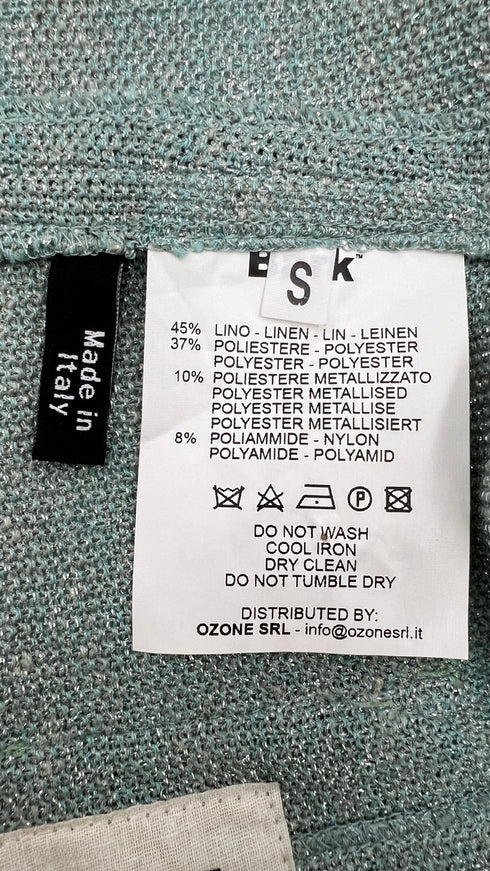 S
45% LINO - LINEN - LIN - LEINEN
37% POLIESTERE - POLYESTER
POLYESTER - POLYESTER
10% POLIESTERE METALLIZZATO
POLYESTER METALLISED
POLYESTER METALLISE
POLYESTER METALLISIERT
8% POLIAMMIDE - NYLON
POLYAMIDE - POLYAMID
P
DO NOT WASH
COOL IRON
DRY CLEAN
DO NOT TUMBLE DRY
DISTRIBUTED BY:
OZONE SRL - info@ozonesrl.it
Made in
Italy